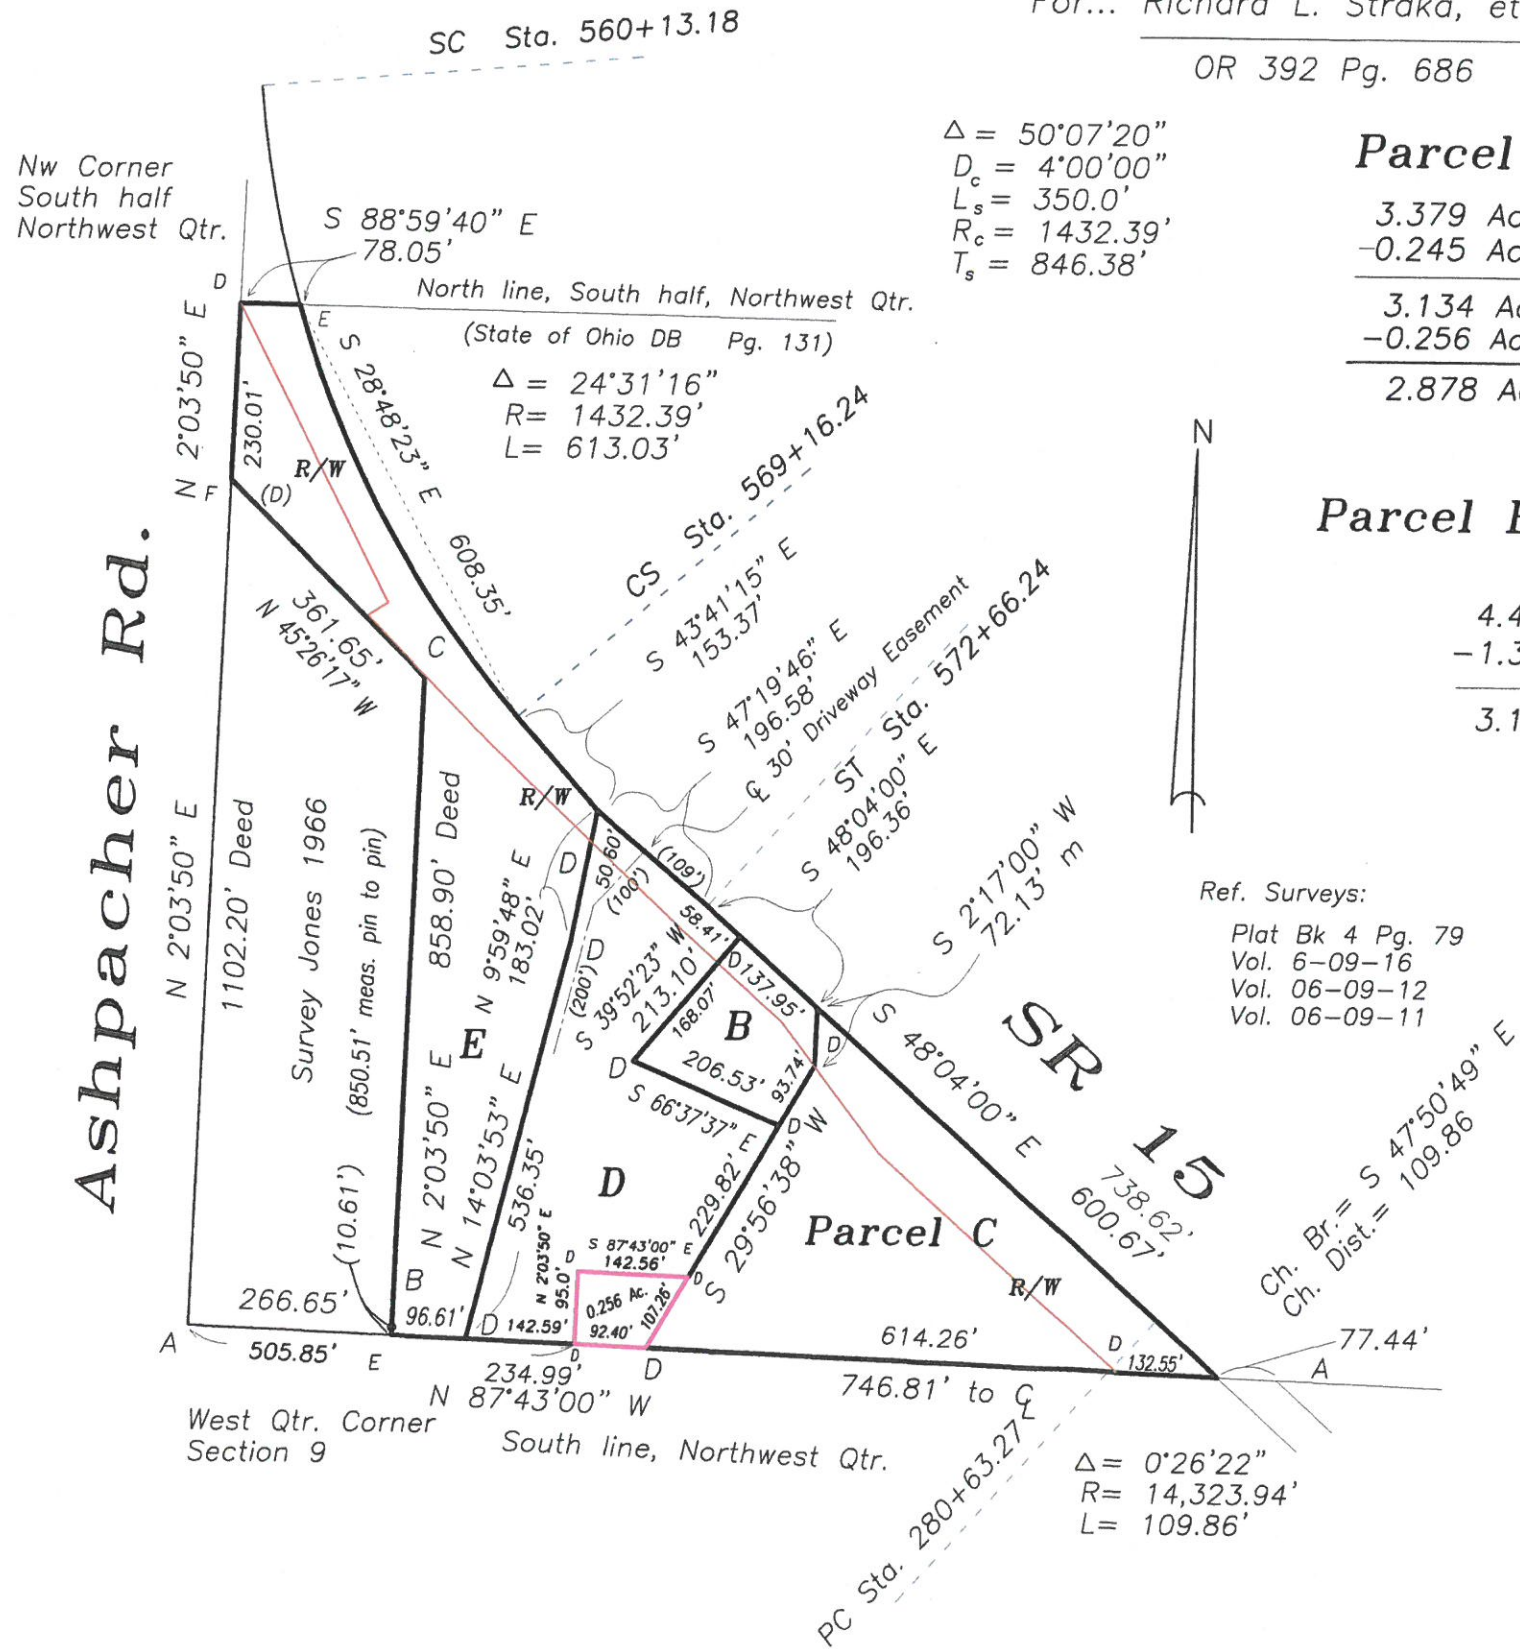 For... Richard L. Straka, et
OR 392 Pg. 686
SC Sta. 560+13.18
Δ = 50°07'20"
Dc = 4°00'00"
Ls = 350.0'
Rc = 1432.39'
Ts = 846.38'
Parcel
3.379 Ac
-0.245 Ac
3.134 Ac
-0.256 Ac
2.878 Ac
Nw Corner
South half
Northwest Qtr.
S 88°59'40" E
78.05'
D
E
North line, South half, Northwest Qtr.
(State of Ohio DB Pg. 131)
Δ = 24°31'16"
R= 1432.39'
L= 613.03'
N 2°03'50" E
230.01'
R/W
F
(D)
S 28°48'23" E 608.35'
CS Sta. 569+16.24
N
Parcel
4.4
-1.3
3.1
Ashpacher Rd.
361.65'
N 45°26'17" W
C
S 43°41'15" E
153.37'
S 47°19'46" E
196.58'
℄ 30' Driveway Easement
ST Sta. 572+66.24
S 48°04'00" E
196.36'
S 2°17'00" W
72.13' m
N 2°03'50" E
1102.20' Deed
Survey Jones 1966
(850.51' meas. pin to pin)
858.90' Deed
N 2°03'50" E
R/W
N 9°59'48" E
183.02'
D
50.60'
(100')
(109')
58.41'
D
(200')
S 39°52'23" W
213.10'
168.07'
D
137.95'
B
206.53'
93.74'
D
D
S 66°37'37" E
D
E
N 14°03'53" E
536.35'
D
229.82'
S 29°56'38" W
S 48°04'00" E
738.62'
600.67'
SR 15
Ref. Surveys:
Plat Bk 4 Pg. 79
Vol. 6-09-16
Vol. 06-09-12
Vol. 06-09-11
Ch. Br.= S 47°50'49" E
Ch. Dist.= 109.86
Parcel C
R/W
S 87°43'00" E
142.56'
D
D
N 2°03'50" E
95.0'
0.256 Ac.
107.26'
92.40'
(10.61')
B
266.65'
96.61'
D
142.59'
614.26'
D
132.55'
77.44'
A
505.85'
E
234.99'
D
D
746.81' to ℄
A
N 87°43'00" W
West Qtr. Corner
Section 9
South line, Northwest Qtr.
PC Sta. 280+63.27
Δ= 0°26'22"
R= 14,323.94'
L= 109.86'